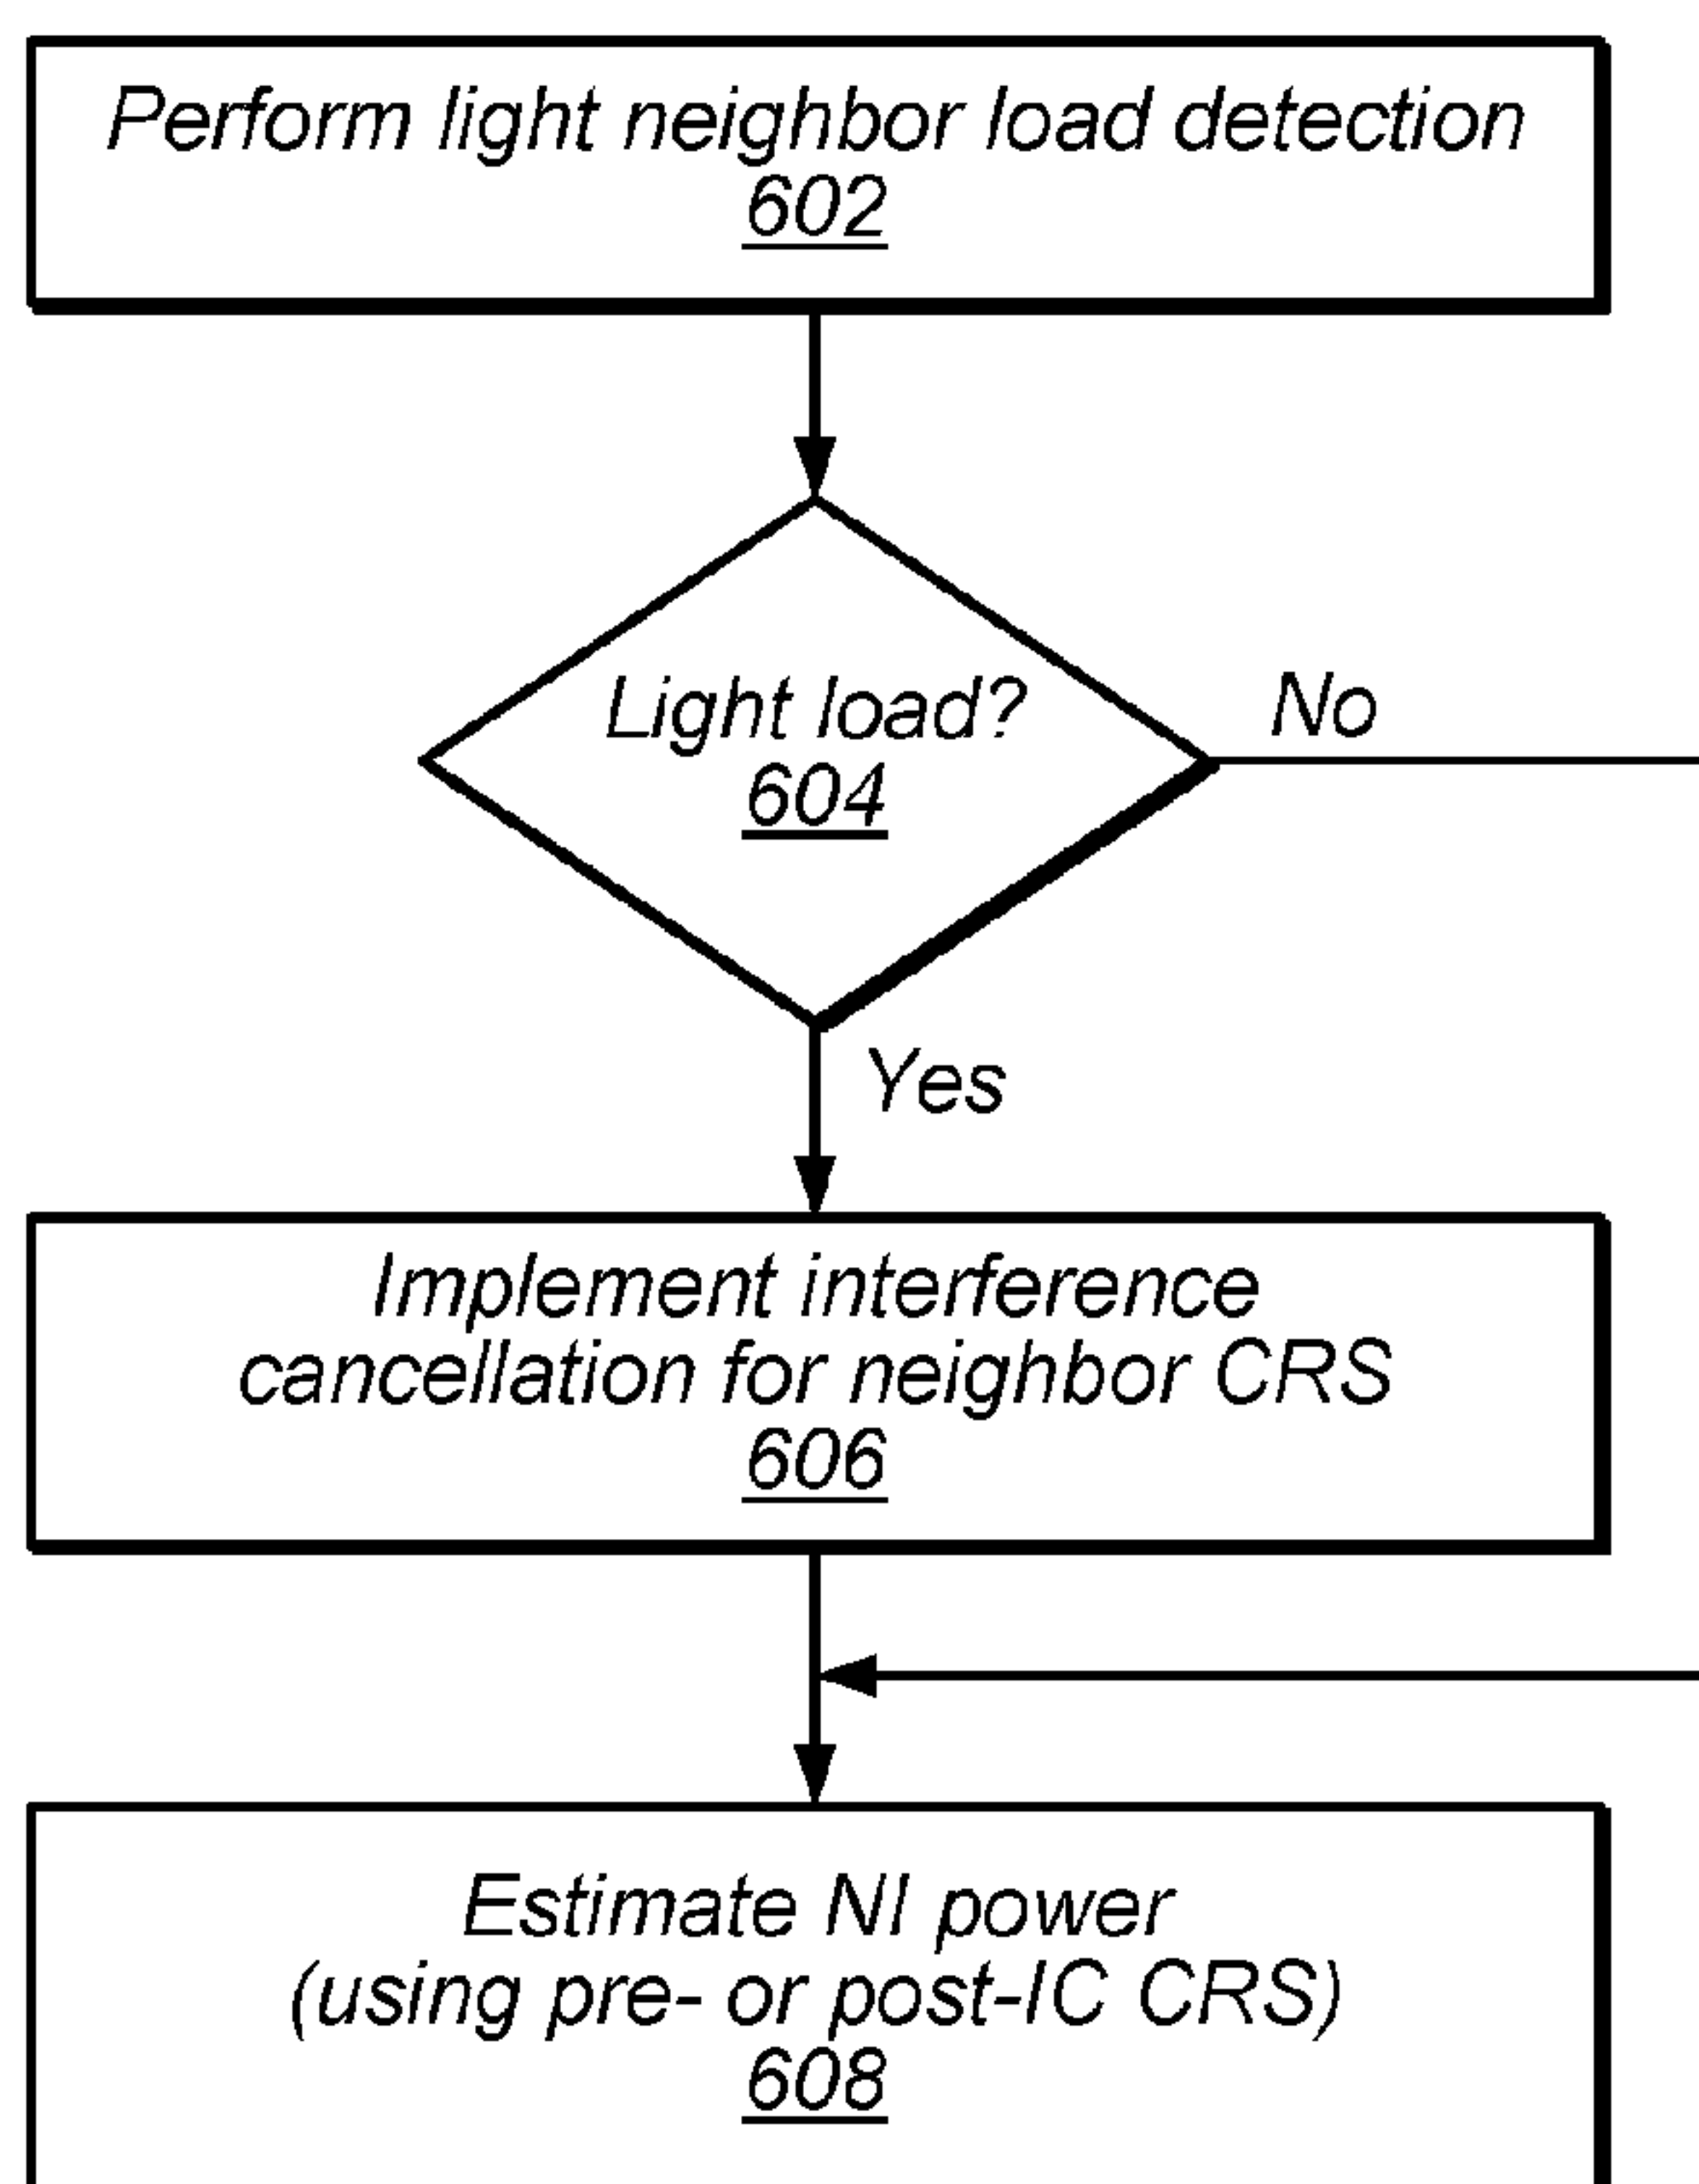 Perform light neighbor load detection
602
Light load?
604
No
Yes
Implement interference
cancellation for neighbor CRS
606
Estimate NI power
(using pre- or post-IC CRS)
608